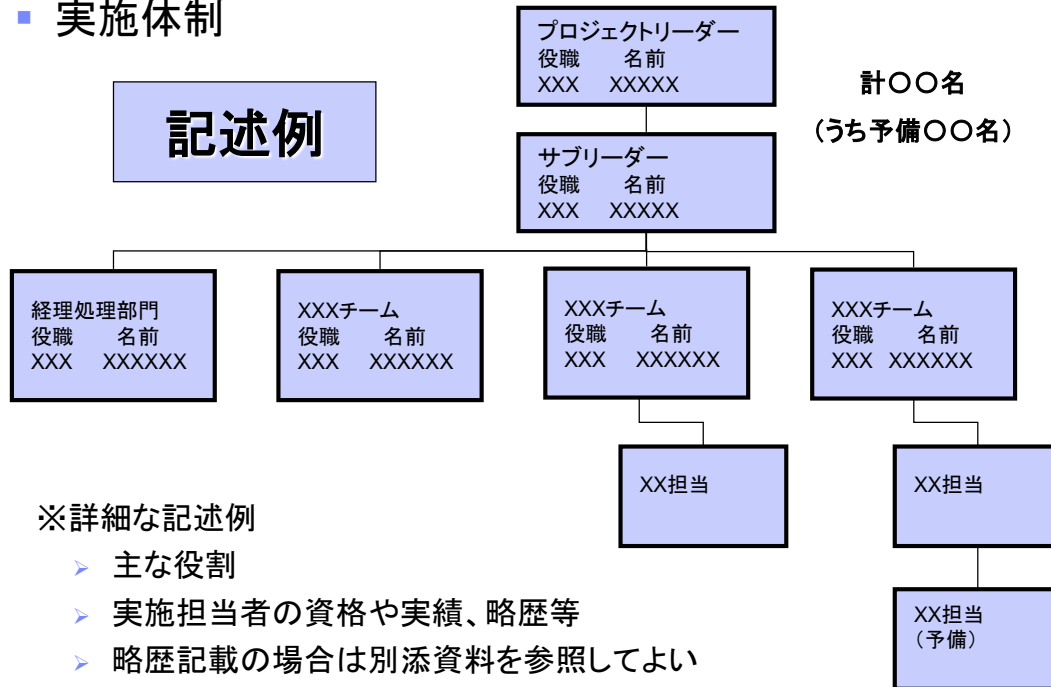 実施体制
プロジェクトリーダー
役職 名前
XXX XXXXX
計〇〇名
（うち予備〇〇名）
記述例
サブリーダー
役職 名前
XXX XXXXX
経理処理部門
役職 名前
XXX XXXXXX
XXXチーム
役職 名前
XXX XXXXXX
XXXチーム
役職 名前
XXX XXXXXX
XXXチーム
役職 名前
XXX XXXXXX
XX担当
XX担当
XX担当
（予備）
※詳細な記述例
主な役割
実施担当者の資格や実績、略歴等
略歴記載の場合は別添資料を参照してよい